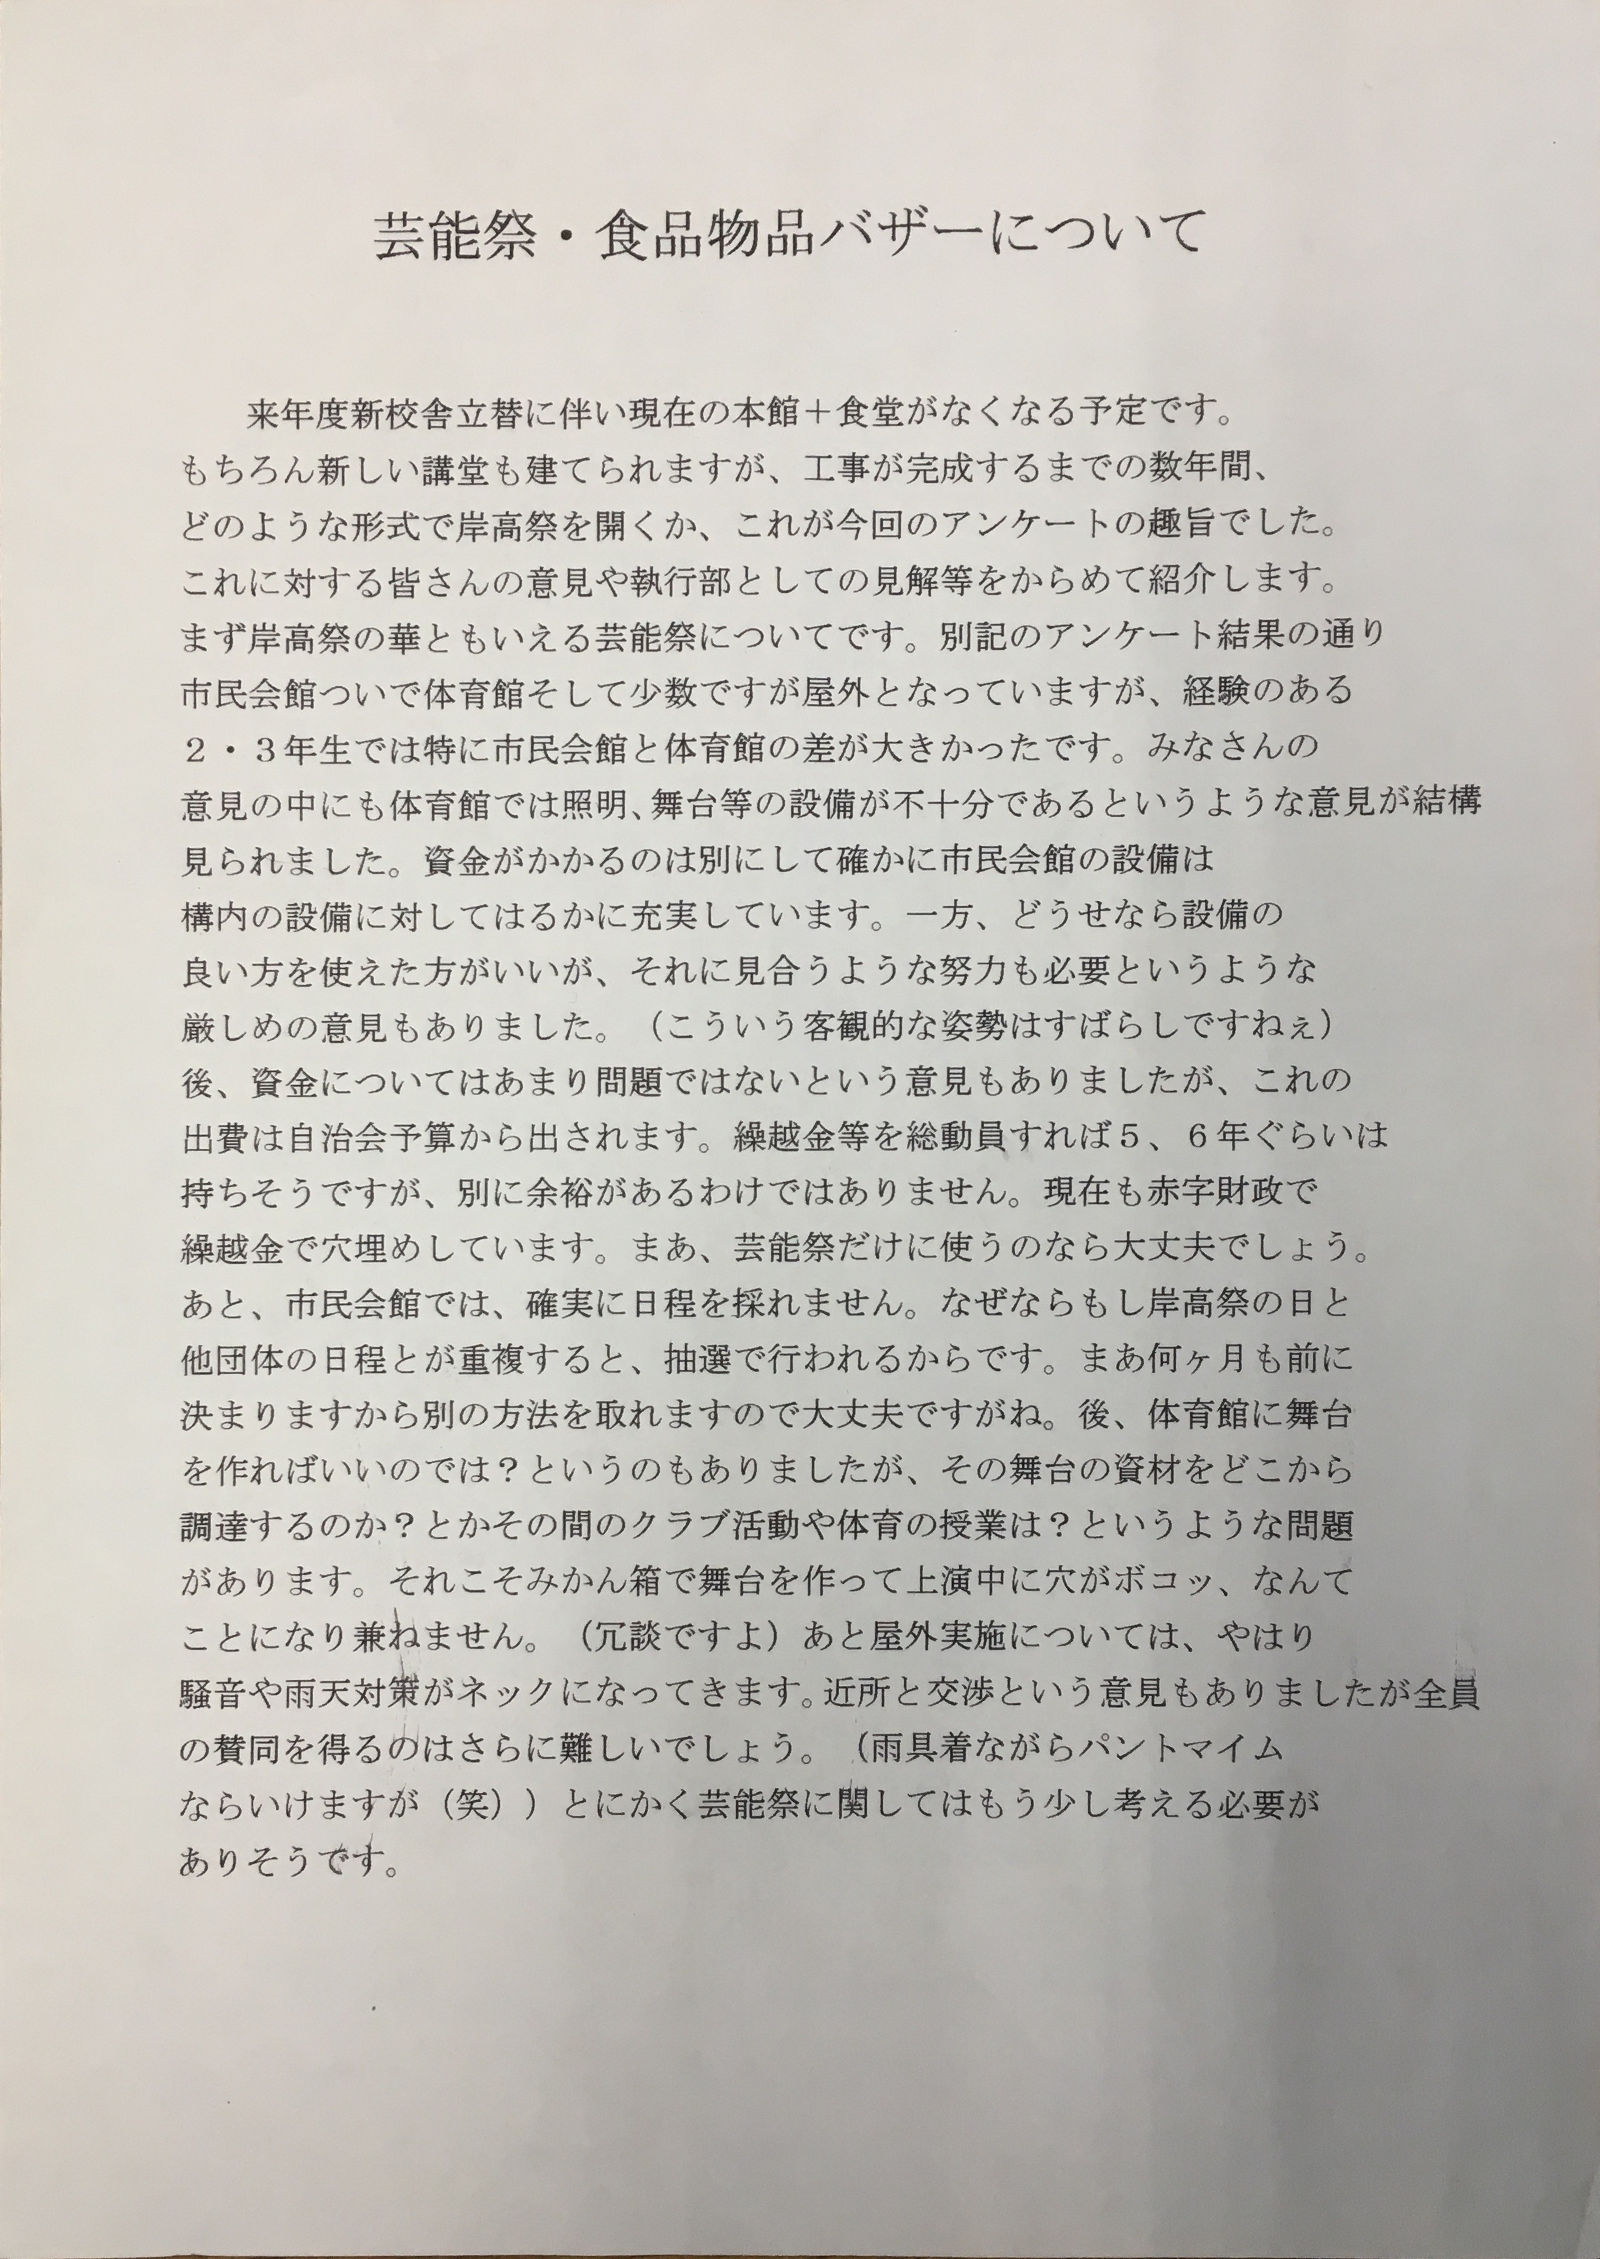 芸能祭・食品物品バザーについて
来年度新校舎立替に伴い現在の本館＋食堂がなくなる予定です。
もちろん新しい講堂も建てられますが、工事が完成するまでの数年間、
どのような形式で岸高祭を開くか、これが今回のアンケートの趣旨でした。
これに対する皆さんの意見や執行部としての見解等をからめて紹介します。
まず岸高祭の華ともいえる芸能祭についてです。別記のアンケート結果の通り
市民会館ついで体育館そして少数ですが屋外となっていますが、経験のある
２・３年生では特に市民会館と体育館の差が大きかったです。みなさんの
意見の中にも体育館では照明、舞台等の設備が不十分であるというような意見が結構
見られました。資金がかかるのは別にして確かに市民会館の設備は
構内の設備に対してはるかに充実しています。一方、どうせなら設備の
良い方を使えた方がいいが、それに見合うような努力も必要というような
厳しめの意見もありました。（こういう客観的な姿勢はすばらしですねぇ）
後、資金についてはあまり問題ではないという意見もありましたが、これの
出費は自治会予算から出されます。繰越金等を総動員すれば５、６年ぐらいは
持ちそうですが、別に余裕があるわけではありません。現在も赤字財政で
繰越金で穴埋めしています。まあ、芸能祭だけに使うのなら大丈夫でしょう。
あと、市民会館では、確実に日程を採れません。なぜならもし岸高祭の日と
他団体の日程とが重複すると、抽選で行われるからです。まあ何ヶ月も前に
決まりますから別の方法を取れますので大丈夫ですがね。後、体育館に舞台
を作ればいいのでは？というのもありましたが、その舞台の資材をどこから
調達するのか？とかその間のクラブ活動や体育の授業は？というような問題
があります。それこそみかん箱で舞台を作って上演中に穴がボコッ、なんて
ことになり兼ねません。（冗談ですよ）あと屋外実施については、やはり
騒音や雨天対策がネックになってきます。近所と交渉という意見もありましたが全員
の賛同を得るのはさらに難しいでしょう。（雨具着ながらパントマイム
ならいけますが（笑））とにかく芸能祭に関してはもう少し考える必要が
ありそうです。